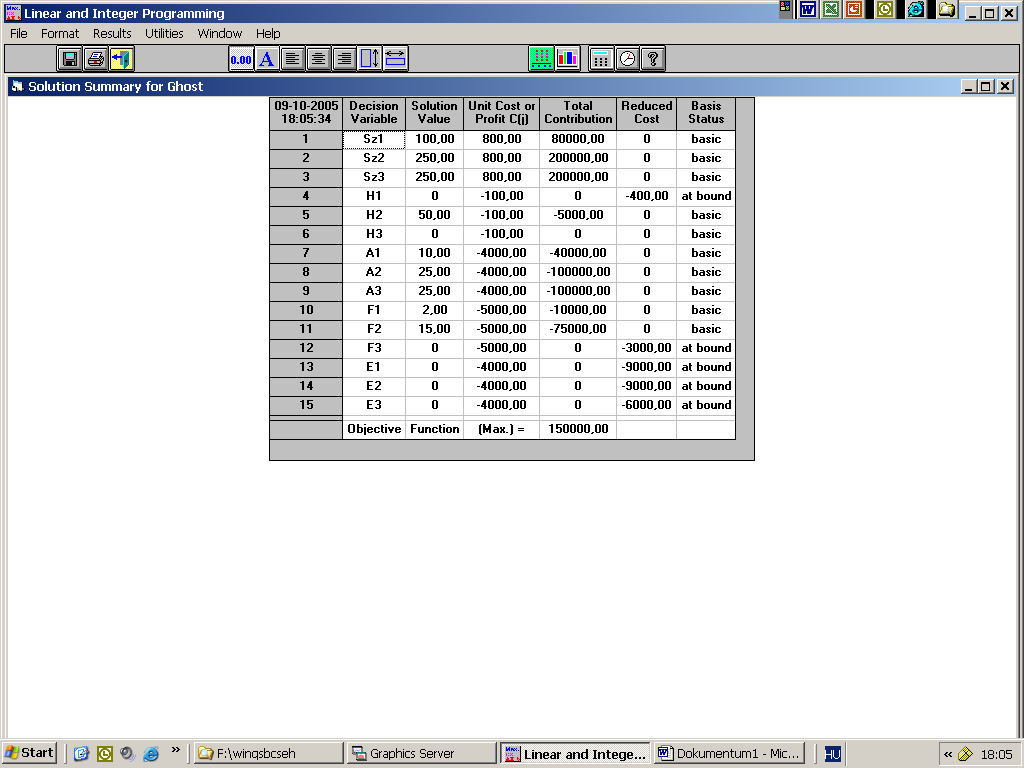 Linear and Integer Programming
File Format Results Utilities Window Help
0.00 A
Solution Summary for Ghost
09-10-2005 Decision Solution Unit Cost or Total Reduced Basis
18:05:34 Variable Value Profit C(j) Contribution Cost Status
1 Sz1 100,00 800,00 80000,00 0 basic
2 Sz2 250,00 800,00 200000,00 0 basic
3 Sz3 250,00 800,00 200000,00 0 basic
4 H1 0 -100,00 0 -400,00 at bound
5 H2 50,00 -100,00 -5000,00 0 basic
6 H3 0 -100,00 0 0 basic
7 A1 10,00 -4000,00 -40000,00 0 basic
8 A2 25,00 -4000,00 -100000,00 0 basic
9 A3 25,00 -4000,00 -100000,00 0 basic
10 F1 2,00 -5000,00 -10000,00 0 basic
11 F2 15,00 -5000,00 -75000,00 0 basic
12 F3 0 -5000,00 0 -3000,00 at bound
13 E1 0 -4000,00 0 -9000,00 at bound
14 E2 0 -4000,00 0 -9000,00 at bound
15 E3 0 -4000,00 0 -6000,00 at bound
Objective Function (Max.) = 150000,00
Start » F:\winqsbcseh Graphics Server Linear and Intege... Dokumentum1 - Mic... HU « 18:05